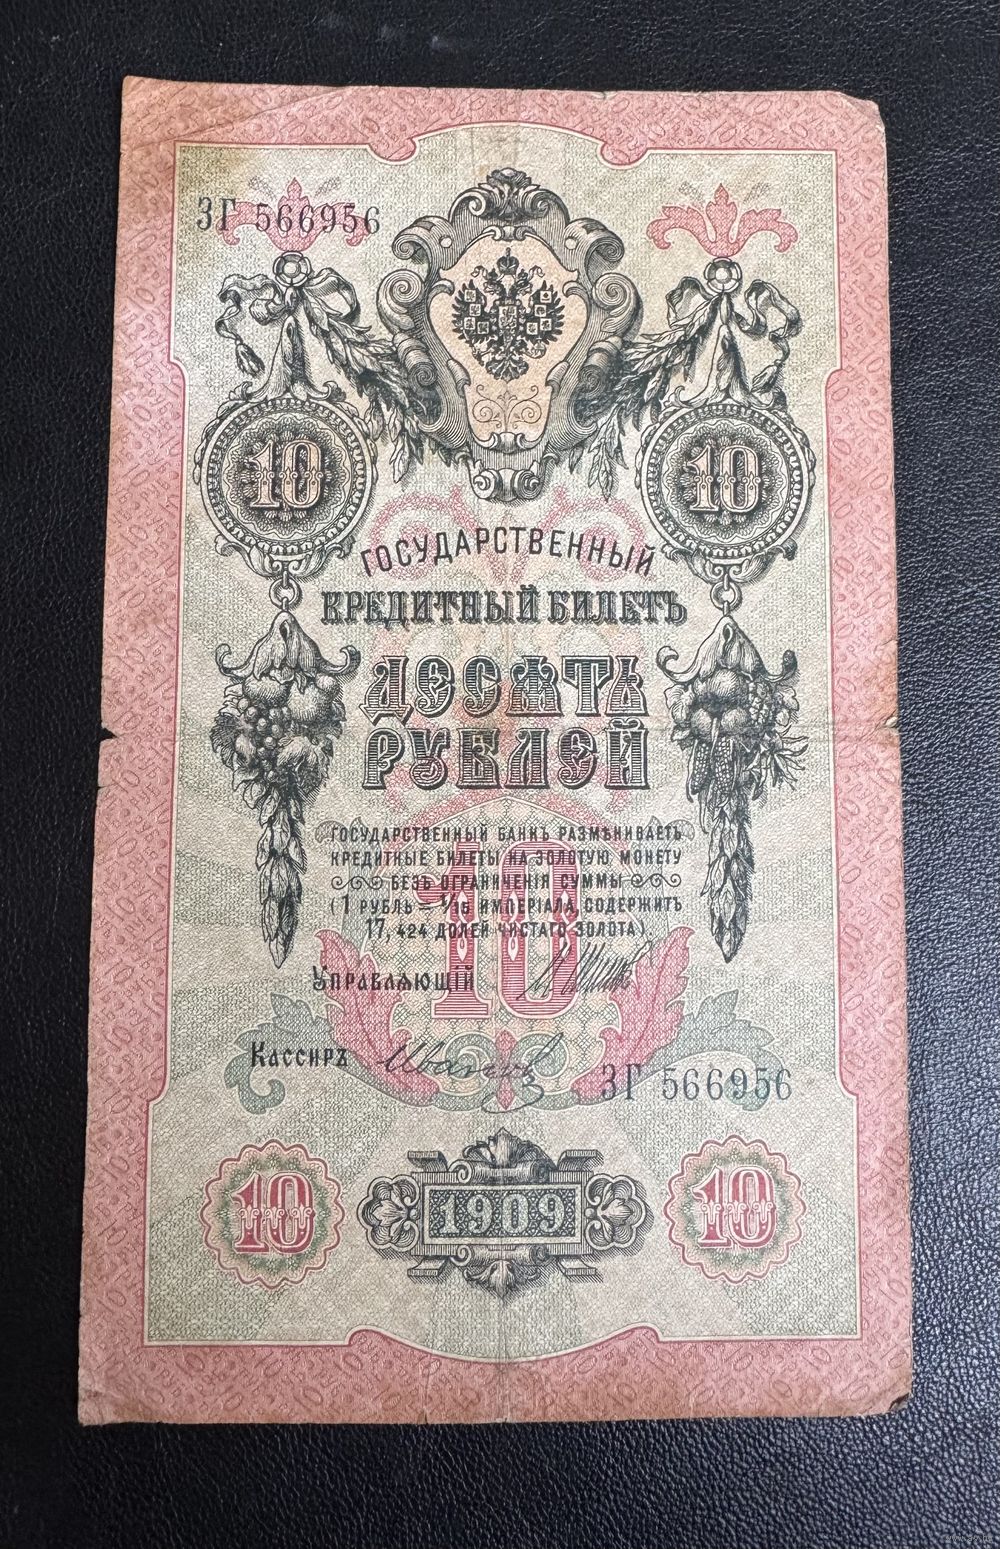 ЗГ 566956
10 10
ГОСУДАРСТВЕННЫЙ
КРЕДИТНЫЙ БИЛЕТЪ
ДЕСЯТЬ
РУБЛЕЙ
ГОСУДАРСТВЕННЫЙ БАНКЪ РАЗМѢНИВАЕТЪ
КРЕДИТНЫЕ БИЛЕТЫ НА ЗОЛОТУЮ МОНЕТУ
БЕЗЪ ОГРАНИЧЕНІЯ СУММЫ
(1 РУБЛЬ = 1/15 ИМПЕРІАЛА, СОДЕРЖИТЪ
17,424 ДОЛЕЙ ЧИСТАГО ЗОЛОТА).
10
Управляющій
Кассиръ
ЗГ 566956
10 1909 10